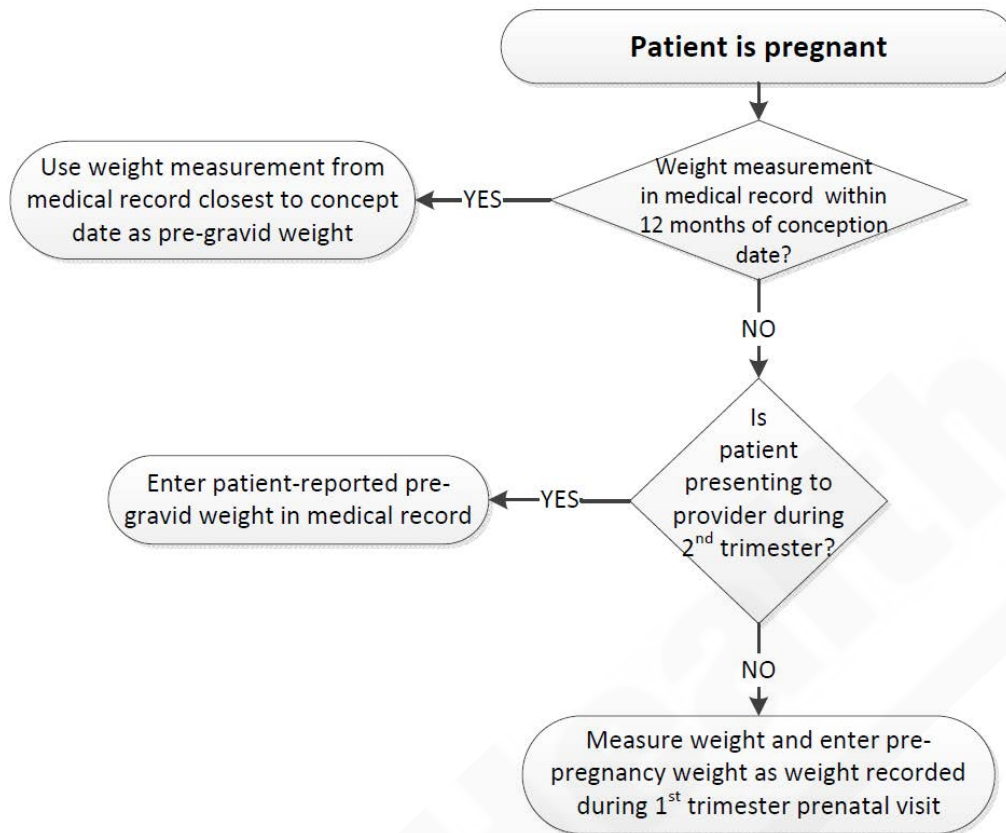 Patient is pregnant
Weight measurement
in medical record within
12 months of conception
date?
YES
Use weight measurement from
medical record closest to concept
date as pre-gravid weight
NO
Is
patient
presenting to
provider during
2nd trimester?
YES
Enter patient-reported pre-
gravid weight in medical record
NO
Measure weight and enter pre-
pregnancy weight as weight recorded
during 1st trimester prenatal visit